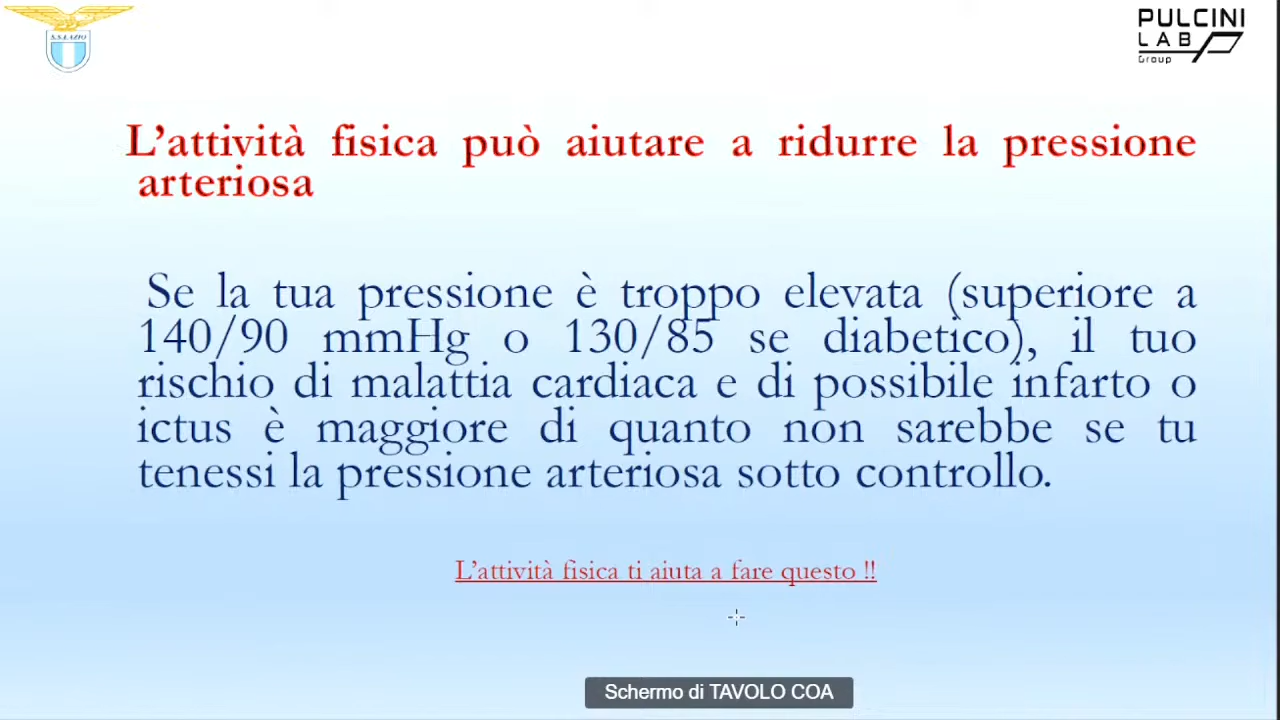 S.S.LAZIO
PULCINI
LAB
Group
L'attività fisica può aiutare a ridurre la pressione
arteriosa
Se la tua pressione è troppo elevata (superiore a
140/90 mmHg o 130/85 se diabetico), il tuo
rischio di malattia cardiaca e di possibile infarto o
ictus è maggiore di quanto non sarebbe se tu
tenessi la pressione arteriosa sotto controllo.
L'attività fisica ti aiuta a fare questo !!
Schermo di TAVOLO COA